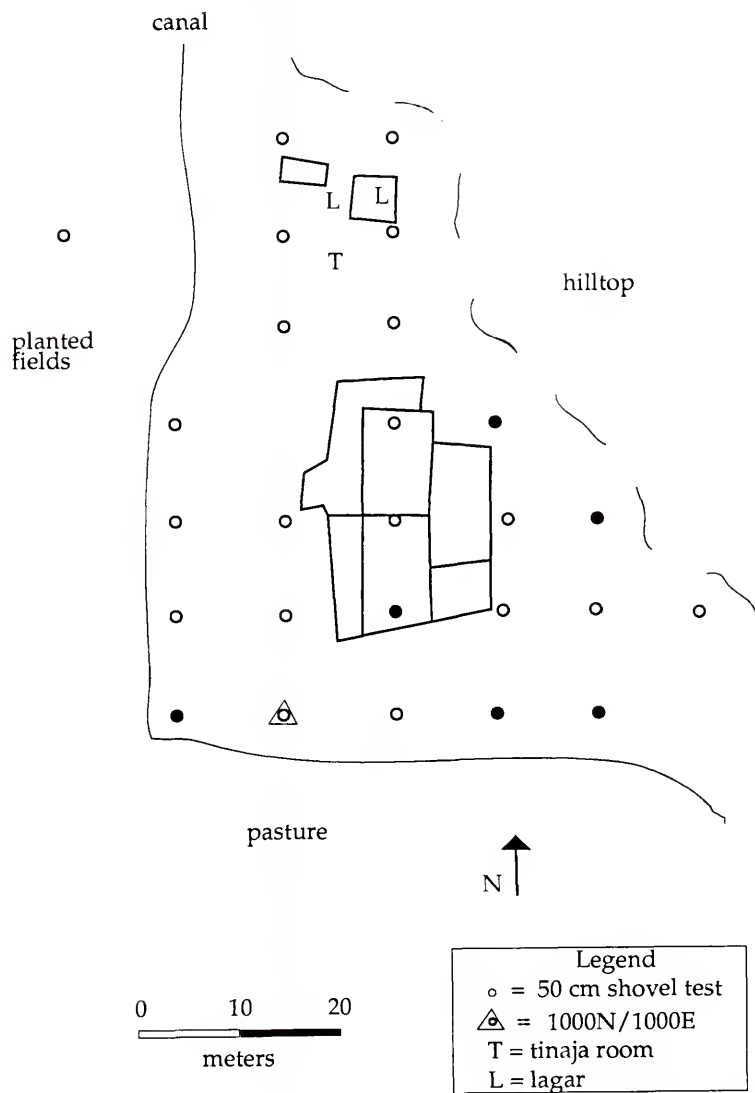 canal
L
L
T
hilltop
planted
fields
pasture
N
0 10 20
meters
Legend
= 50 cm shovel test
= 1000N/1000E
T = tinaja room
L = lagar